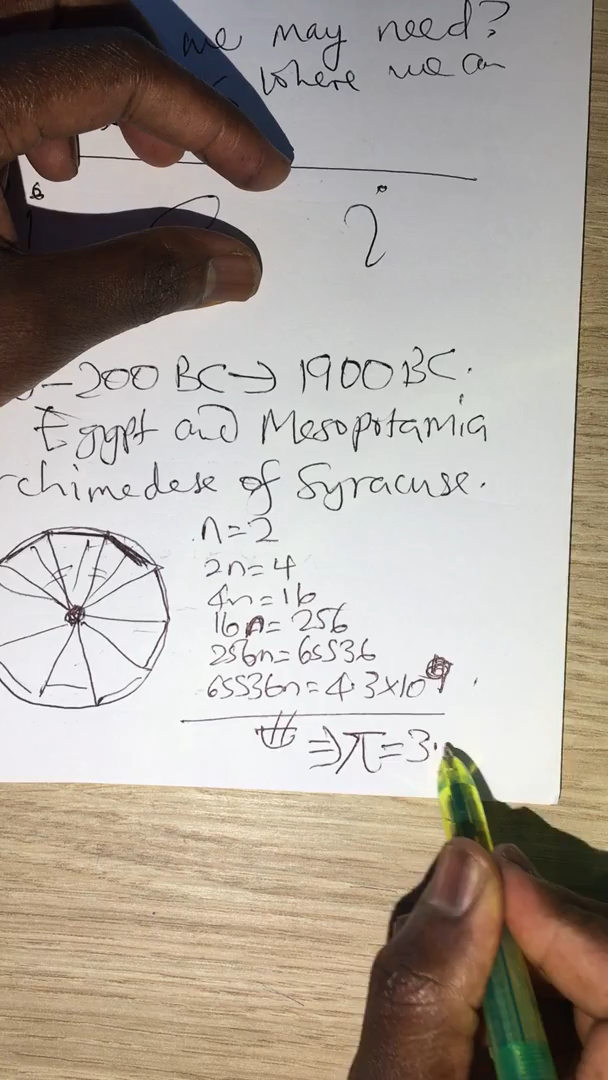 we may need?
where we can
6
?
-200 BC → 1900 BC.
Egypt and Mesopotamia
chimedese of Syracuse.
n=2
2n=4
4n=16
16n=256
256n=65536
65536n=4.3×10⁹
⇒π=3.